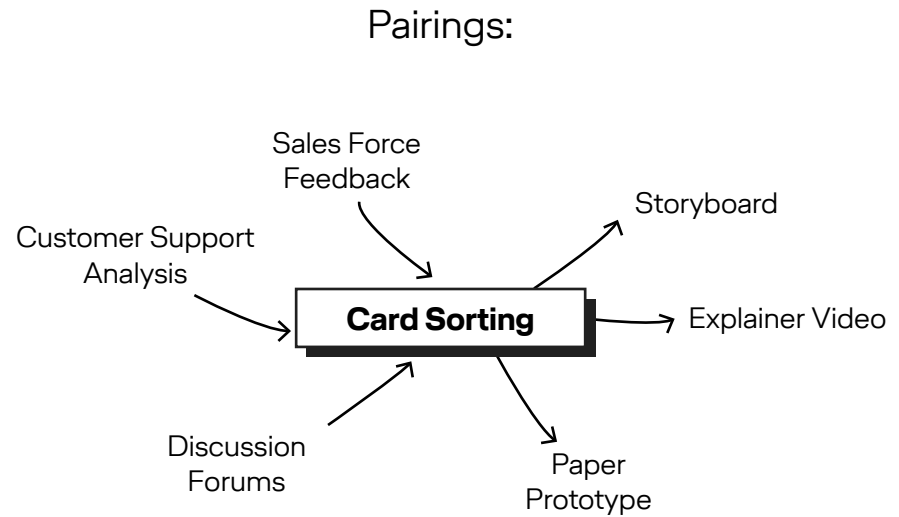 Pairings:
Sales Force
Feedback
Storyboard
Customer Support
Analysis
Card Sorting
Explainer Video
Discussion
Forums
Paper
Prototype